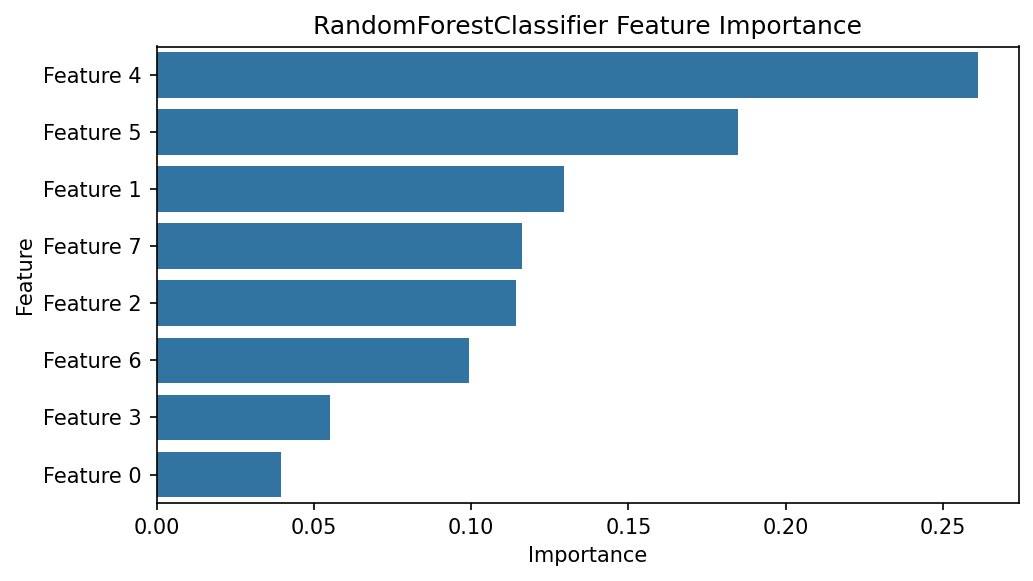 RandomForestClassifier Feature Importance
Feature 4
Feature 5
Feature 1
Feature 7
Feature 2
Feature 6
Feature 3
Feature 0
Feature
0.00 0.05 0.10 0.15 0.20 0.25
Importance